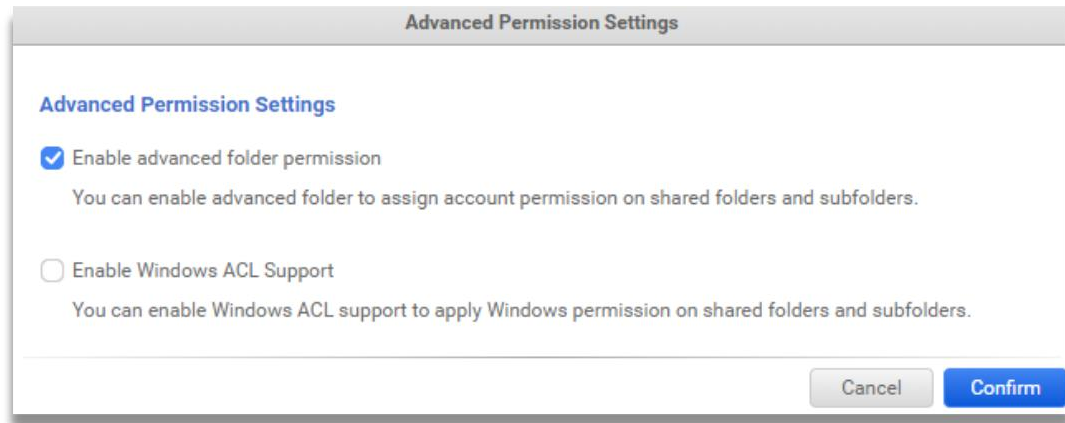 Advanced Permission Settings
Advanced Permission Settings
Enable advanced folder permission
You can enable advanced folder to assign account permission on shared folders and subfolders.
Enable Windows ACL Support
You can enable Windows ACL support to apply Windows permission on shared folders and subfolders.
Cancel Confirm